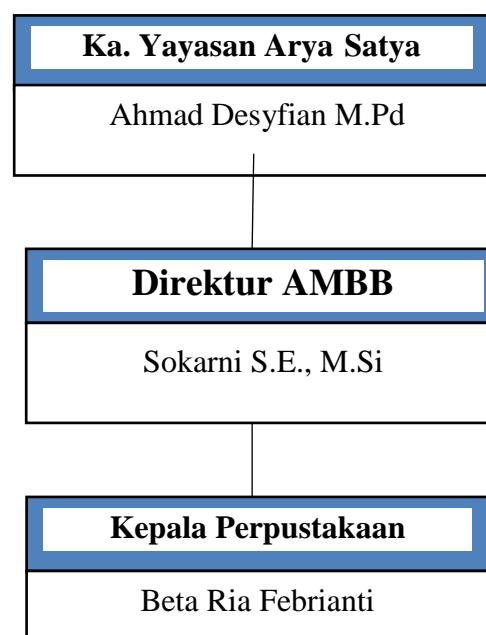 Ka. Yayasan Arya Satya
Ahmad Desyfian M.Pd
Direktur AMBB
Sokarni S.E., M.Si
Kepala Perpustakaan
Beta Ria Febrianti